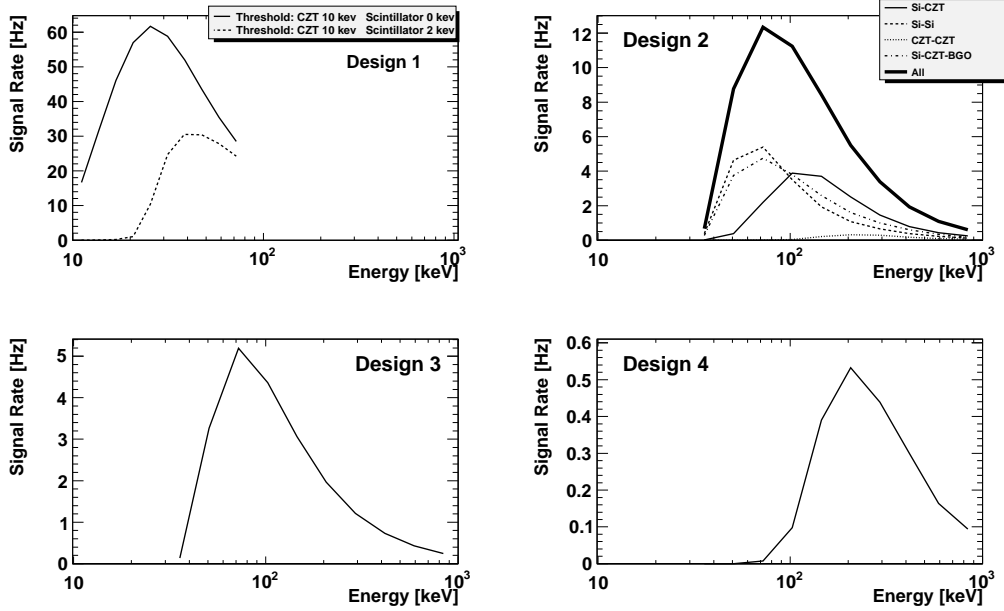 Signal Rate [Hz]
60
50
40
30
20
10
0
Threshold: CZT 10 kev Scintillator 0 kev
Threshold: CZT 10 kev Scintillator 2 kev
Design 1
10
10²
10³
Energy [keV]
Signal Rate [Hz]
12
10
8
6
4
2
0
Design 2
Si-CZT
Si-Si
CZT-CZT
Si-CZT-BGO
All
10
10²
10³
Energy [keV]
Signal Rate [Hz]
5
4
3
2
1
0
Design 3
10
10²
10³
Energy [keV]
Signal Rate [Hz]
0.6
0.5
0.4
0.3
0.2
0.1
0
Design 4
10
10²
10³
Energy [keV]